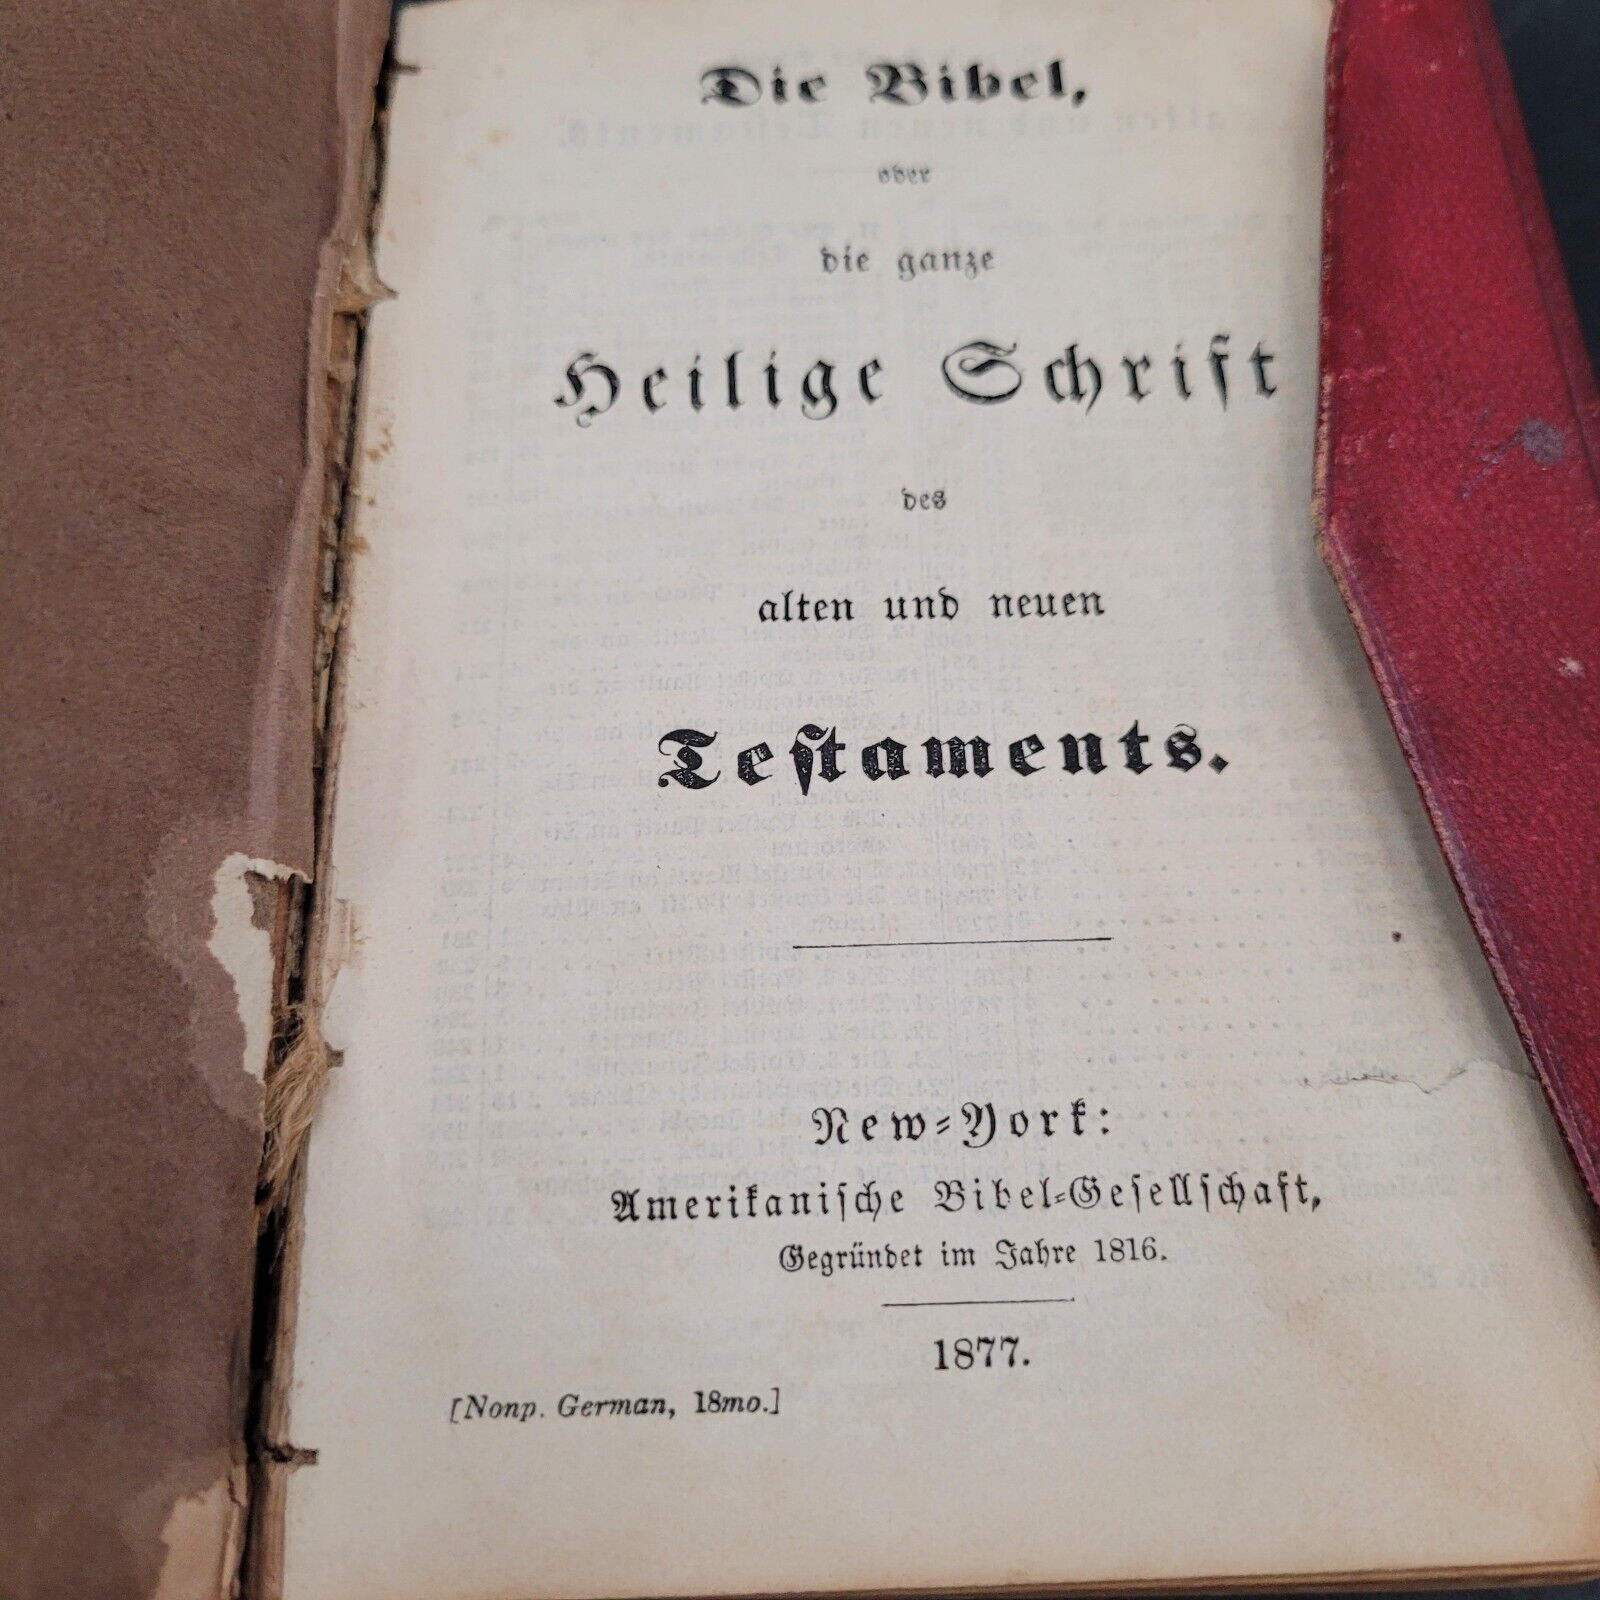 Die Bibel,
oder
die ganze
Heilige Schrift
des
alten und neuen
Teſtaments.
New-York:
Amerikaniſche Bibel-Geſellſchaft,
Gegründet im Jahre 1816.
1877.
[Nonp. German, 18mo.]